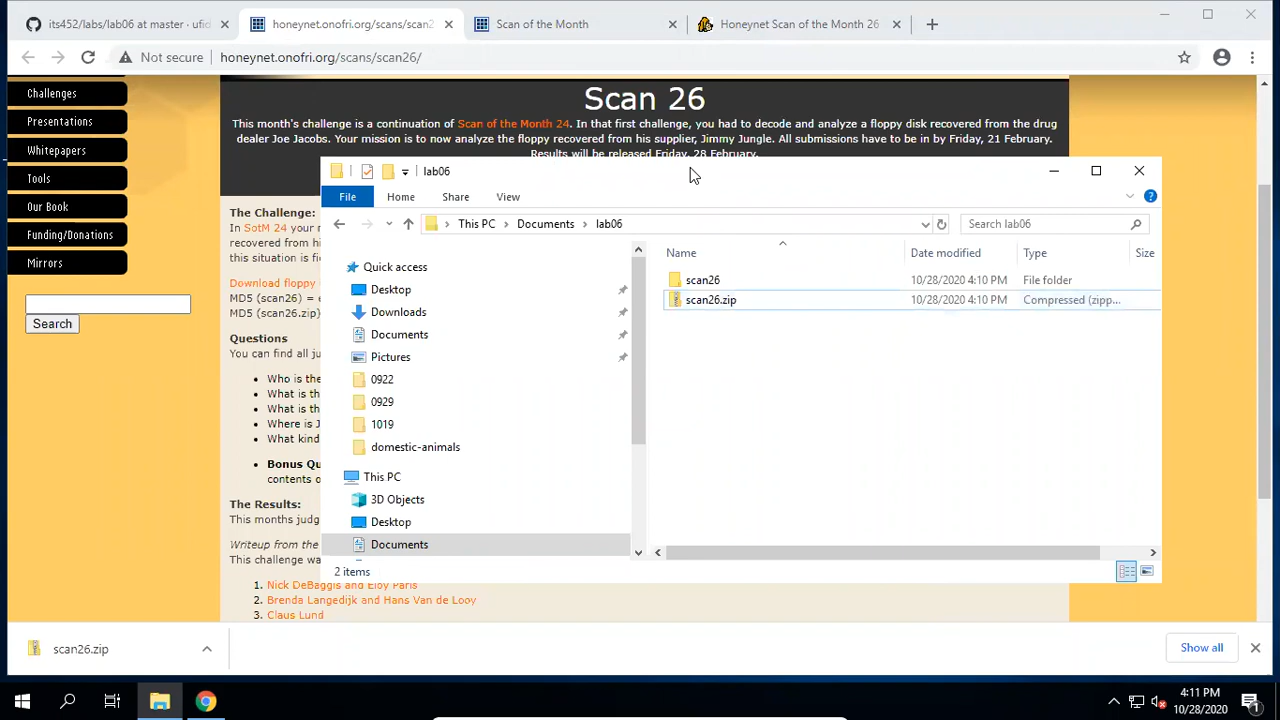 its452/labs/lab06 at master · ufid
honeynet.onofri.org/scans/scan2
Scan of the Month
Honeynet Scan of the Month 26
Not secure
honeynet.onofri.org/scans/scan26/
Challenges
Presentations
Whitepapers
Tools
Our Book
Funding/Donations
Mirrors
Search
Scan 26
This month's challenge is a continuation of Scan of the Month 24. In that first challenge, you had to decode and analyze a floppy disk recovered from the drug
dealer Joe Jacobs. Your mission is to now analyze the floppy recovered from his supplier, Jimmy Jungle. All submissions have to be in by Friday, 21 February.
Results will be released Friday, 28 February.
The Challenge:
In SotM 24 your
recovered from his
this situation is fic
Download floppy
MD5 (scan26) = e
MD5 (scan26.zip)
Questions
You can find all ju
Who is the
What is th
What is th
Where is J
What kind
Bonus Qu
contents o
The Results:
This months judg
Writeup from the
This challenge wa
1. Nick DeBaggis and Eloy Paris
2. Brenda Langedijk and Hans Van de Looy
3. Claus Lund
lab06
File
Home
Share
View
This PC
Documents
lab06
Search lab06
Quick access
Desktop
Downloads
Documents
Pictures
0922
0929
1019
domestic-animals
This PC
3D Objects
Desktop
Documents
Name
Date modified
Type
Size
scan26
10/28/2020 4:10 PM
File folder
scan26.zip
10/28/2020 4:10 PM
Compressed (zipp...
2 items
scan26.zip
Show all
4:11 PM
10/28/2020
1